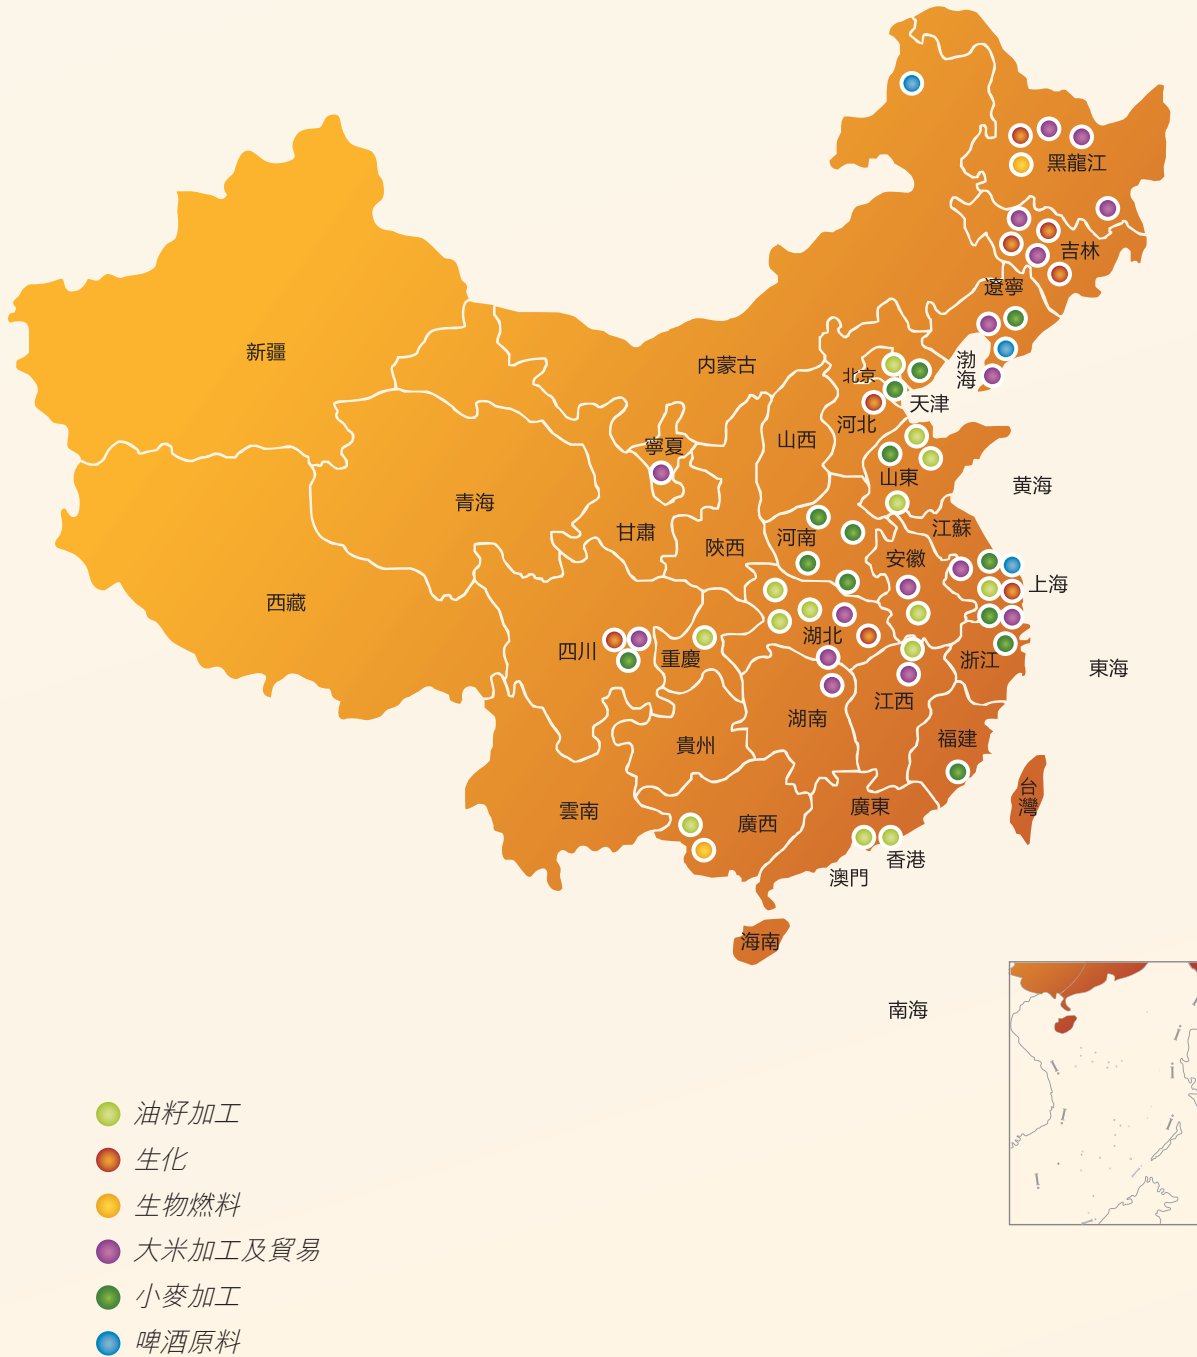 黑龍江
吉林
遼寧
新疆
内蒙古
北京
渤海
天津
河北
山西
寧夏
山東
黄海
青海
甘肅
陝西
河南
江蘇
安徽
上海
西藏
四川
重慶
湖北
浙江
東海
江西
湖南
貴州
福建
台灣
雲南
廣西
廣東
香港
澳門
海南
南海
油籽加工
生化
生物燃料
大米加工及貿易
小麥加工
啤酒原料